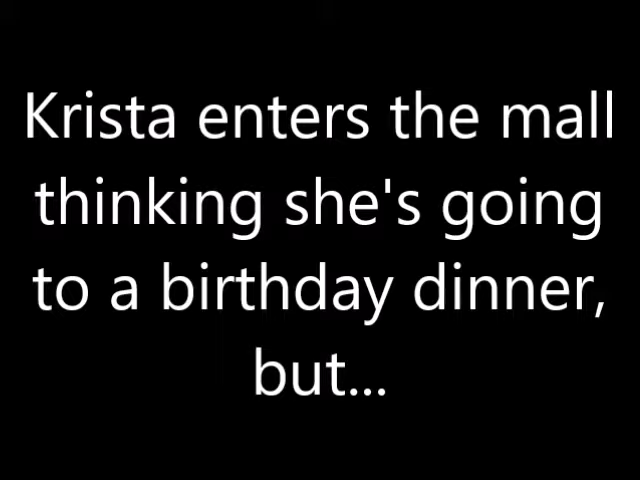 Krista enters the mall
thinking she's going
to a birthday dinner,
but...